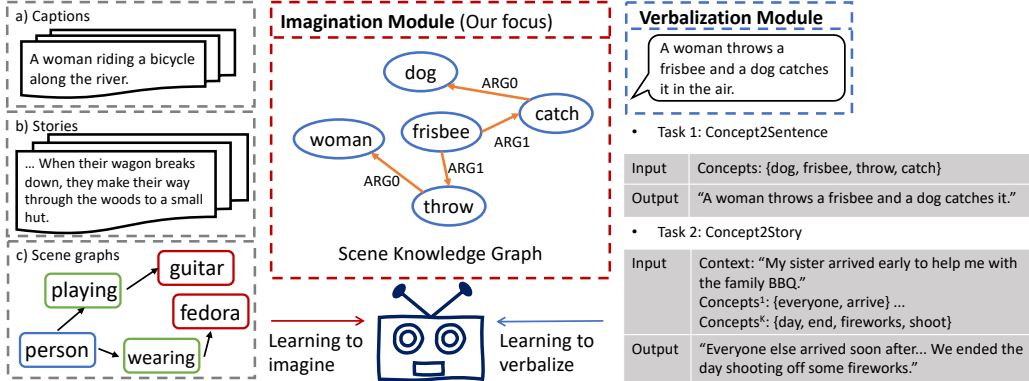 a) Captions
A woman riding a bicycle
along the river.
b) Stories
... When their wagon breaks
down, they make their way
through the woods to a small
hut.
c) Scene graphs
guitar
playing
fedora
person
wearing
Imagination Module (Our focus)
dog
ARG0
catch
woman
frisbee
ARG1
ARG1
ARG0
throw
Scene Knowledge Graph
Learning to
imagine
Learning to
verbalize
Verbalization Module
A woman throws a
frisbee and a dog catches
it in the air.
• Task 1: Concept2Sentence
Input Concepts: {dog, frisbee, throw, catch}
Output “A woman throws a frisbee and a dog catches it.”
• Task 2: Concept2Story
Input Context: “My sister arrived early to help me with
the family BBQ.”
Concepts¹: {everyone, arrive} ...
Conceptsᴷ: {day, end, fireworks, shoot}
Output “Everyone else arrived soon after... We ended the
day shooting off some fireworks.”